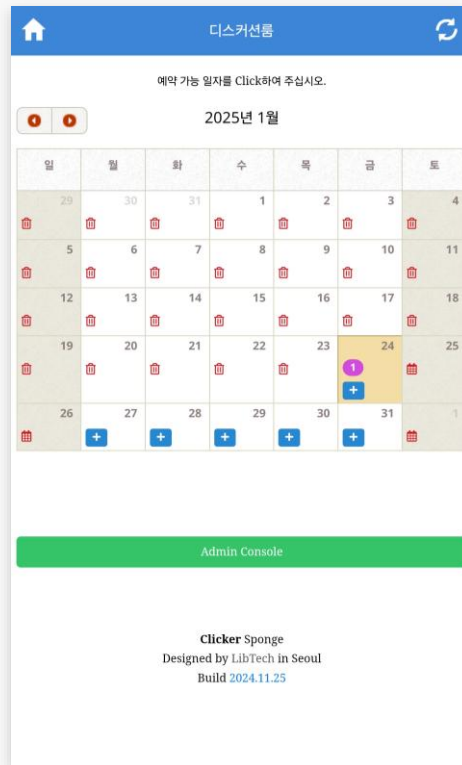 디스커션룸
예약 가능 일자를 Click하여 주십시오.
2025년 1월
일 월 화 수 목 금 토
29 30 31 1 2 3 4
5 6 7 8 9 10 11
12 13 14 15 16 17 18
19 20 21 22 23 24 25
1
+
26 27 28 29 30 31 1
+ + + + +
Admin Console
Clicker Sponge
Designed by LibTech in Seoul
Build 2024.11.25